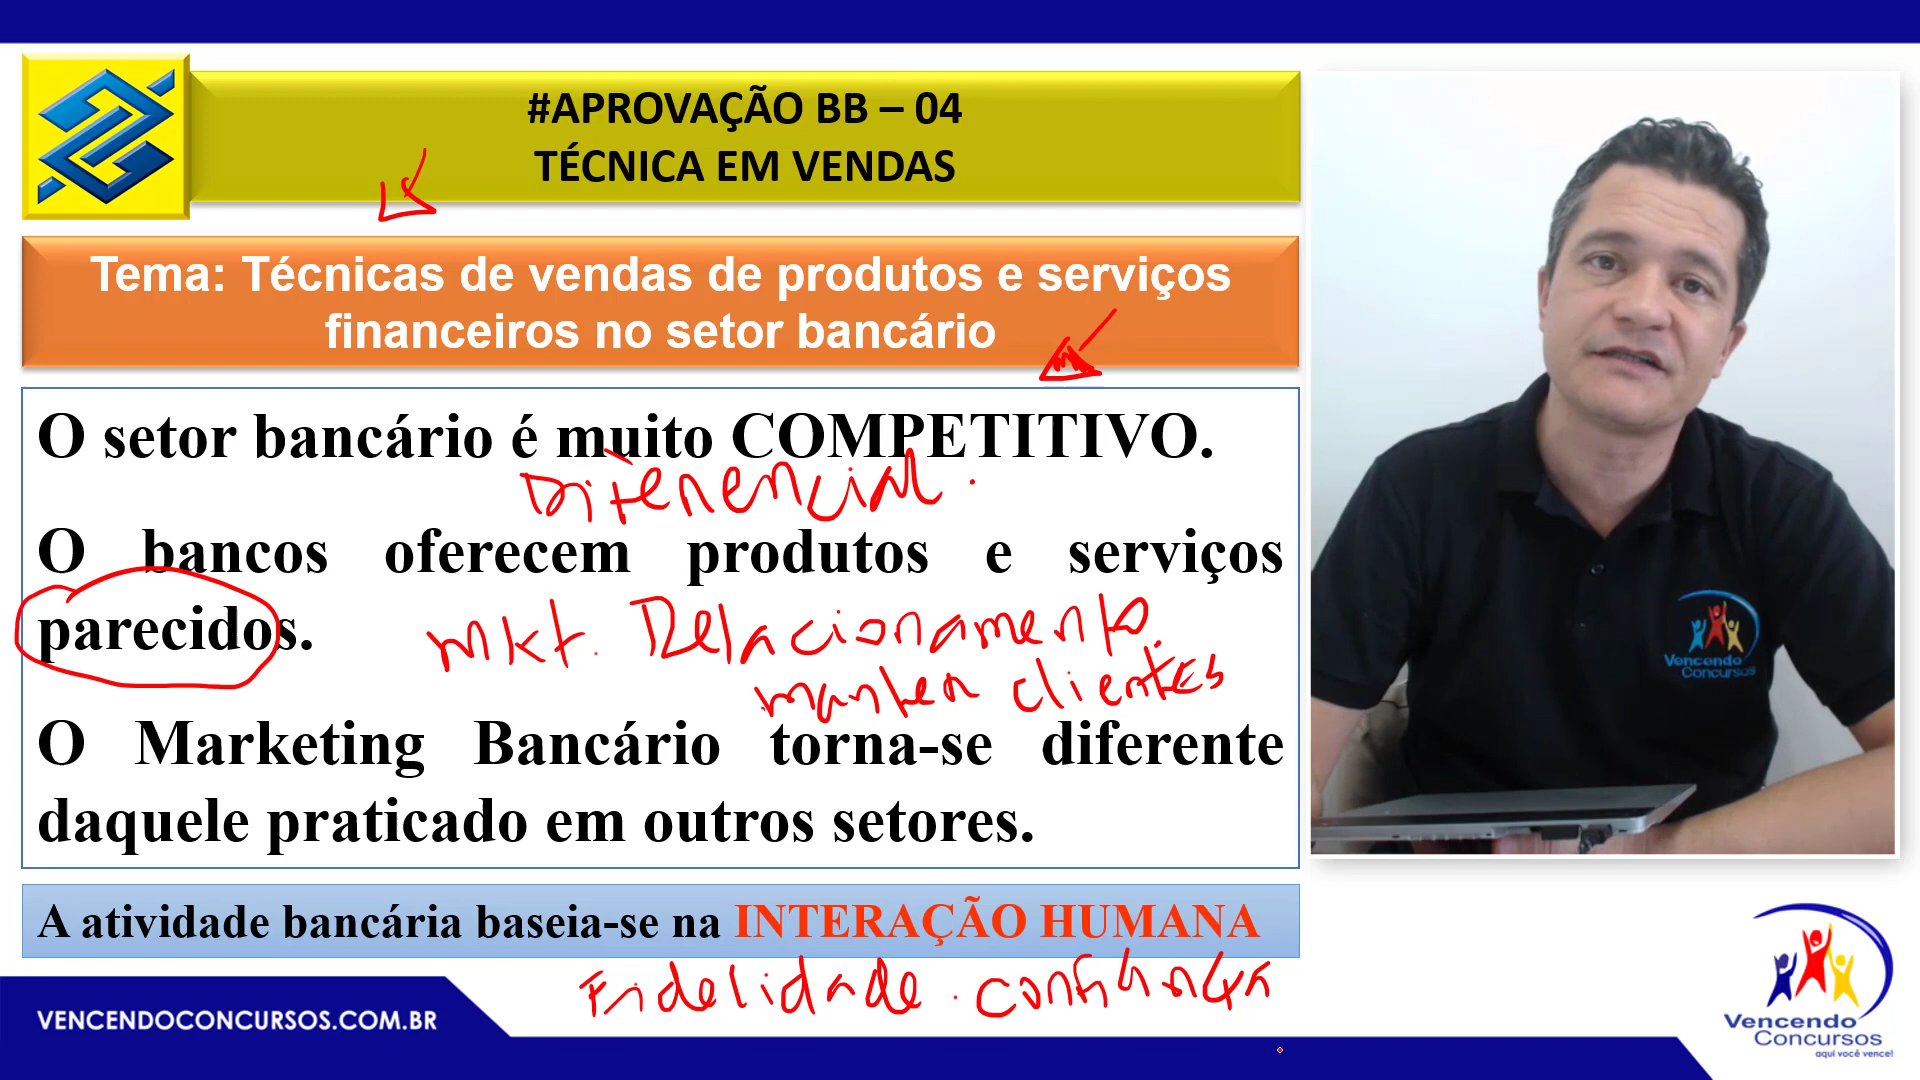 #APROVAÇÃO BB – 04
TÉCNICA EM VENDAS
Tema: Técnicas de vendas de produtos e serviços
financeiros no setor bancário
O setor bancário é muito COMPETITIVO.
Diferencial.
O bancos oferecem produtos e serviços
parecidos.
Mkt. Relacionamento.
manter clientes
O Marketing Bancário torna-se diferente
daquele praticado em outros setores.
A atividade bancária baseia-se na INTERAÇÃO HUMANA
Fidelidade. confiança
VENCENDOCONCURSOS.COM.BR
Vencendo
Concursos
Vencendo
Concursos
aqui você vence!